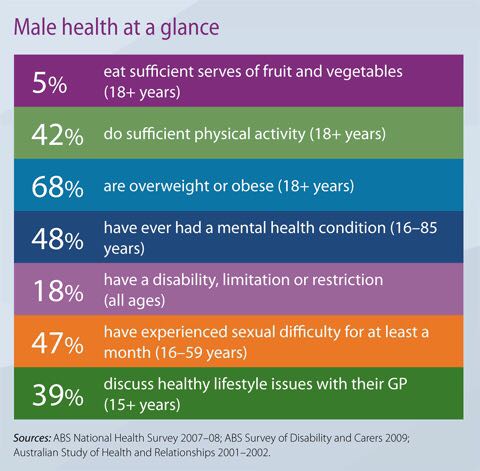 Male health at a glance
5% eat sufficient serves of fruit and vegetables
(18+ years)
42% do sufficient physical activity (18+ years)
68% are overweight or obese (18+ years)
48% have ever had a mental health condition (16–85
years)
18% have a disability, limitation or restriction
(all ages)
47% have experienced sexual difficulty for at least a
month (16–59 years)
39% discuss healthy lifestyle issues with their GP
(15+ years)
Sources: ABS National Health Survey 2007–08; ABS Survey of Disability and Carers 2009;
Australian Study of Health and Relationships 2001–2002.